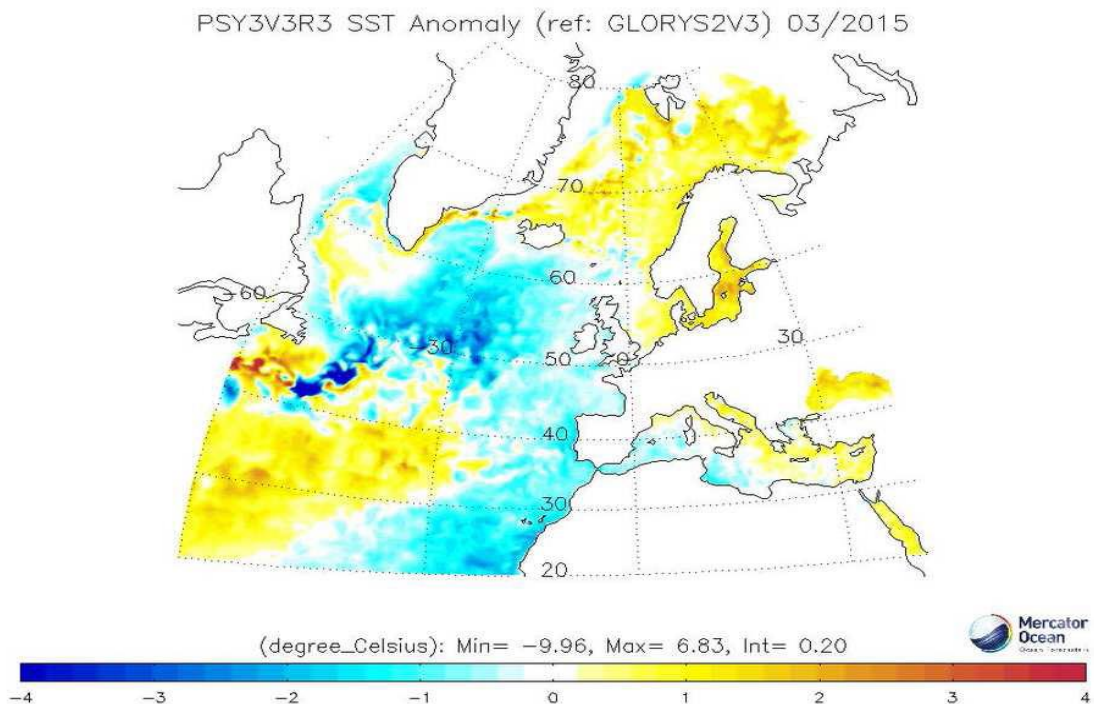 PSY3V3R3 SST Anomaly (ref: GLORYS2V3) 03/2015
80
70
60
-60
-30
30
50
0
40
30
20
Mercator
Ocean
(degree_Celsius): Min= -9.96, Max= 6.83, Int= 0.20
-4 -3 -2 -1 0 1 2 3 4